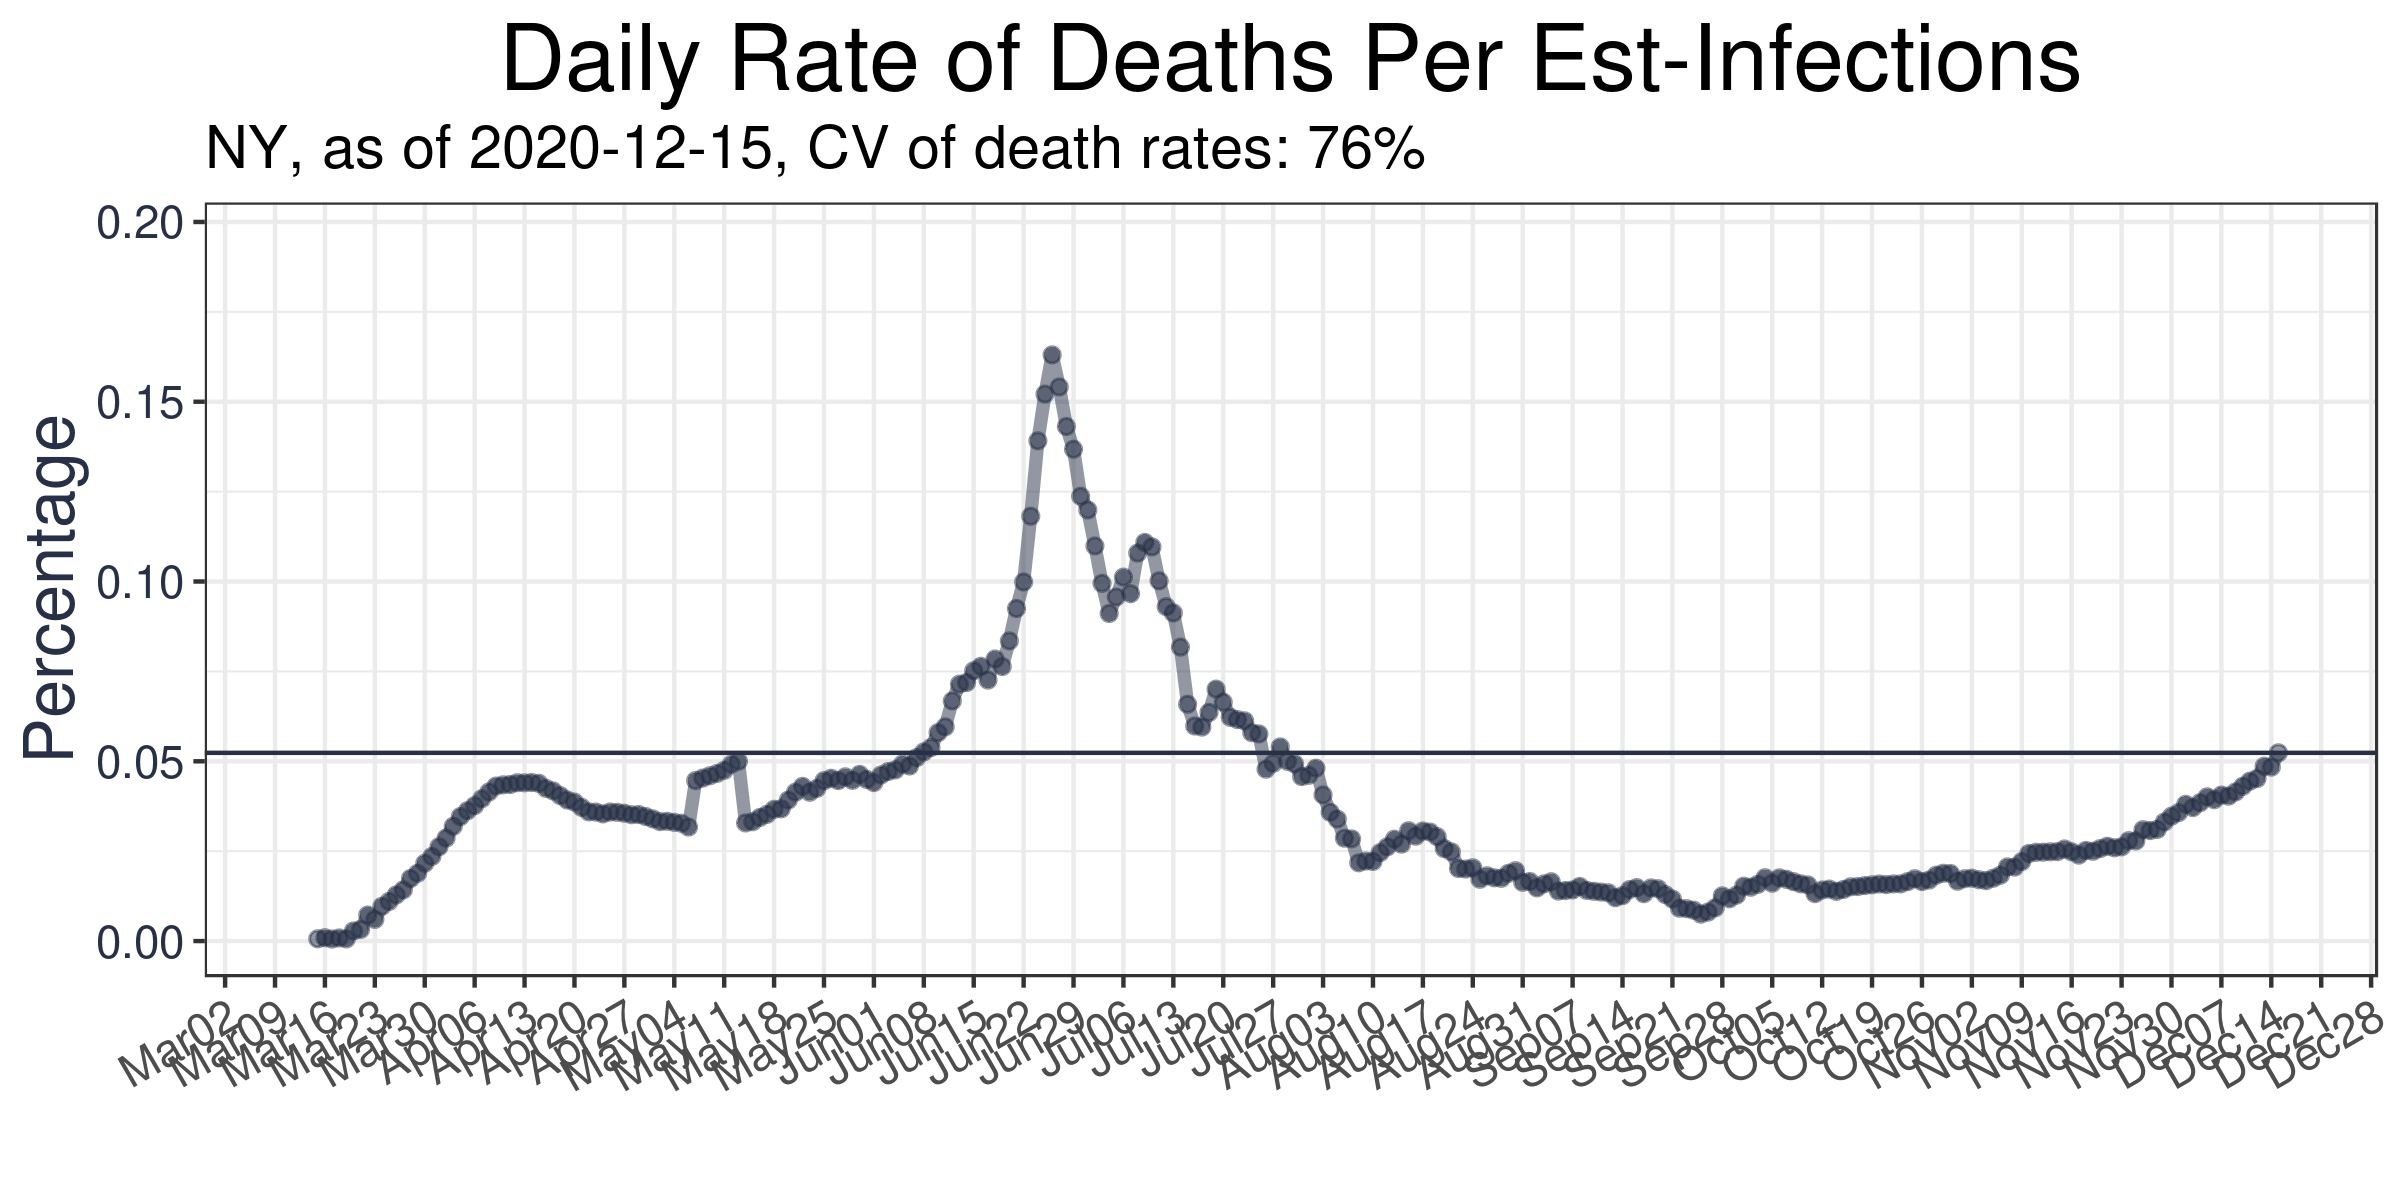 Daily Rate of Deaths Per Est-Infections
NY, as of 2020-12-15, CV of death rates: 76%
Percentage
0.20
0.15
0.10
0.05
0.00
Mar02
Mar09
Mar16
Mar23
Mar30
Apr06
Apr13
Apr20
Apr27
May04
May11
May18
May25
Jun01
Jun08
Jun15
Jun22
Jun29
Jul06
Jul13
Jul20
Jul27
Aug03
Aug10
Aug17
Aug24
Aug31
Sep07
Sep14
Sep21
Sep28
Oct05
Oct12
Oct19
Oct26
Nov02
Nov09
Nov16
Nov23
Nov30
Dec07
Dec14
Dec21
Dec28